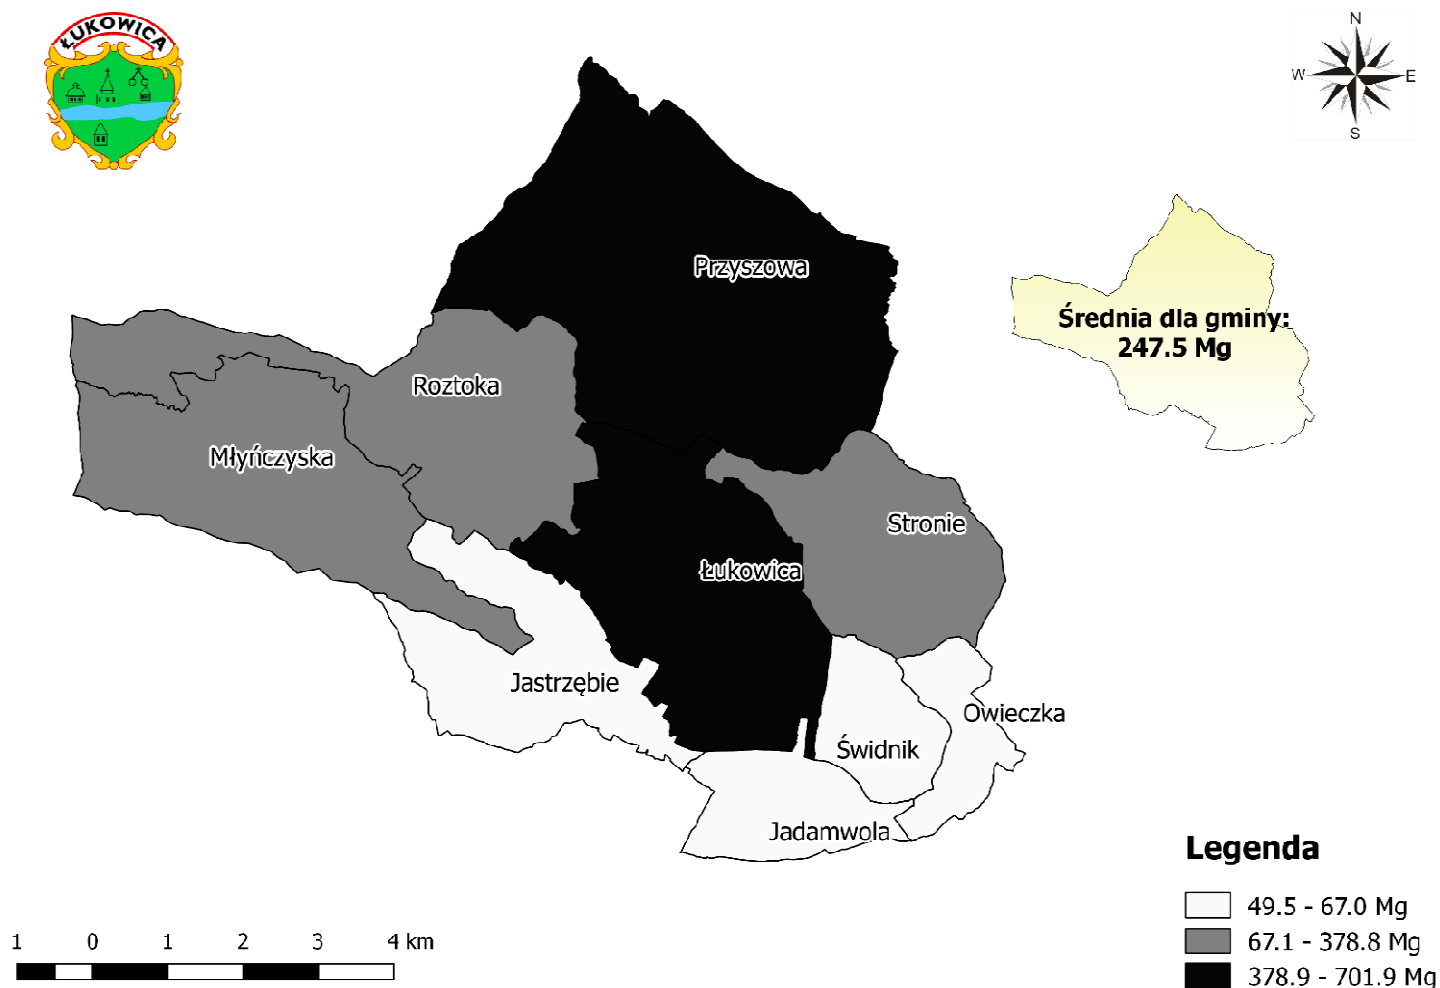 ŁUKOWICA
N
W
E
S
Przyszowa
Średnia dla gminy:
247.5 Mg
Roztoka
Młyńczyska
Stronie
Łukowica
Jastrzębie
Owieczka
Świdnik
Jadamwola
Legenda
49.5 - 67.0 Mg
67.1 - 378.8 Mg
378.9 - 701.9 Mg
1 0 1 2 3 4 km